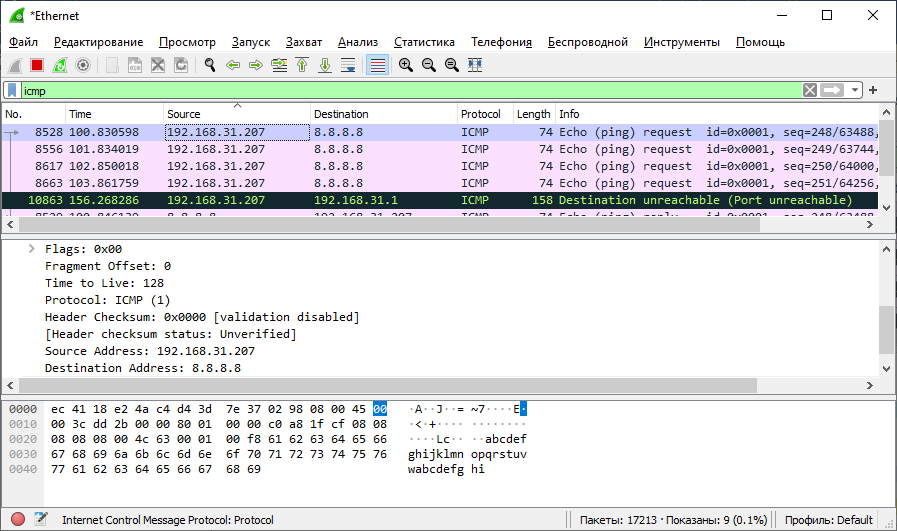 *Ethernet
Файл Редактирование Просмотр Запуск Захват Анализ Статистика Телефония Беспроводной Инструменты Помощь
icmp
No. Time Source Destination Protocol Length Info
8528 100.830598 192.168.31.207 8.8.8.8 ICMP 74 Echo (ping) request id=0x0001, seq=248/63488,
8556 101.834019 192.168.31.207 8.8.8.8 ICMP 74 Echo (ping) request id=0x0001, seq=249/63744,
8617 102.850018 192.168.31.207 8.8.8.8 ICMP 74 Echo (ping) request id=0x0001, seq=250/64000,
8663 103.861759 192.168.31.207 8.8.8.8 ICMP 74 Echo (ping) request id=0x0001, seq=251/64256,
10863 156.268286 192.168.31.207 192.168.31.1 ICMP 158 Destination unreachable (Port unreachable)
Flags: 0x00
Fragment Offset: 0
Time to Live: 128
Protocol: ICMP (1)
Header Checksum: 0x0000 [validation disabled]
[Header checksum status: Unverified]
Source Address: 192.168.31.207
Destination Address: 8.8.8.8
0000 ec 41 18 e2 4a c4 d4 3d 7e 37 02 98 08 00 45 00 ·A··J··= ~7····E·
0010 00 3c dd 2b 00 00 80 01 00 00 c0 a8 1f cf 08 08 ·<·+···· ········
0020 08 08 08 00 4c 63 00 01 00 f8 61 62 63 64 65 66 ····Lc·· ··abcdef
0030 67 68 69 6a 6b 6c 6d 6e 6f 70 71 72 73 74 75 76 ghijklmn opqrstuv
0040 77 61 62 63 64 65 66 67 68 69 wabcdefg hi
Internet Control Message Protocol: Protocol Пакеты: 17213 · Показаны: 9 (0.1%) Профиль: Default